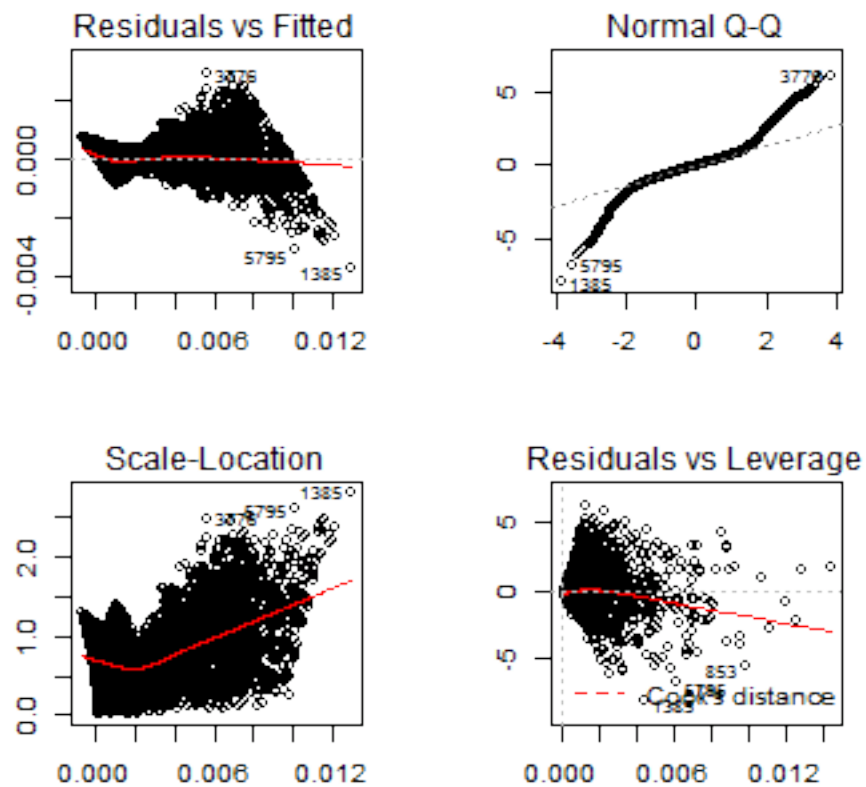 Residuals vs Fitted
0.000
-0.004
5795
1385
0.000 0.006 0.012
Normal Q-Q
5
0
-5
5795
1385
-4 -2 0 2 4
Scale-Location
2.0
1.0
0.0
1385
5795
0.000 0.006 0.012
Residuals vs Leverage
5
0
-5
853
Cook's distance
0.000 0.006 0.012